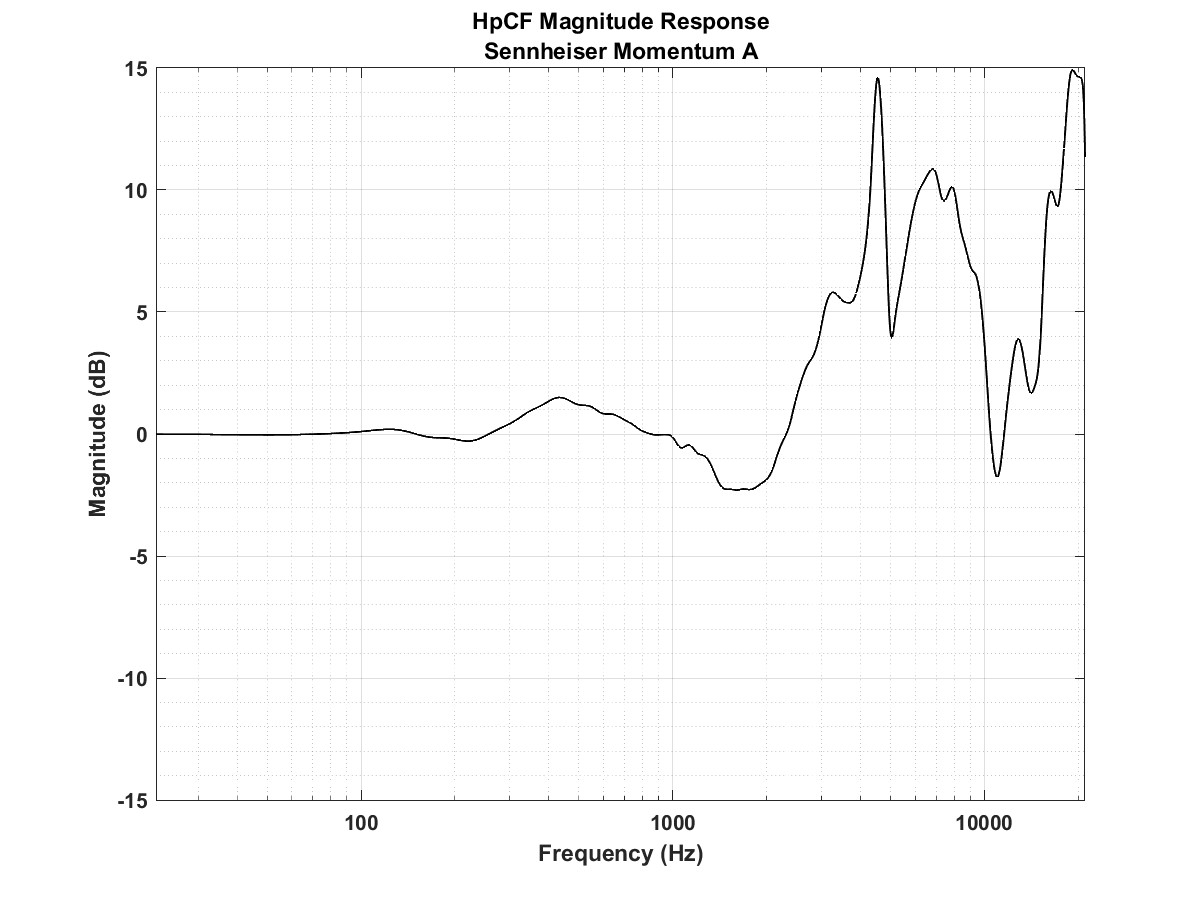 HpCF Magnitude Response
Sennheiser Momentum A
15
10
5
0
-5
-10
-15
Magnitude (dB)
100
1000
10000
Frequency (Hz)